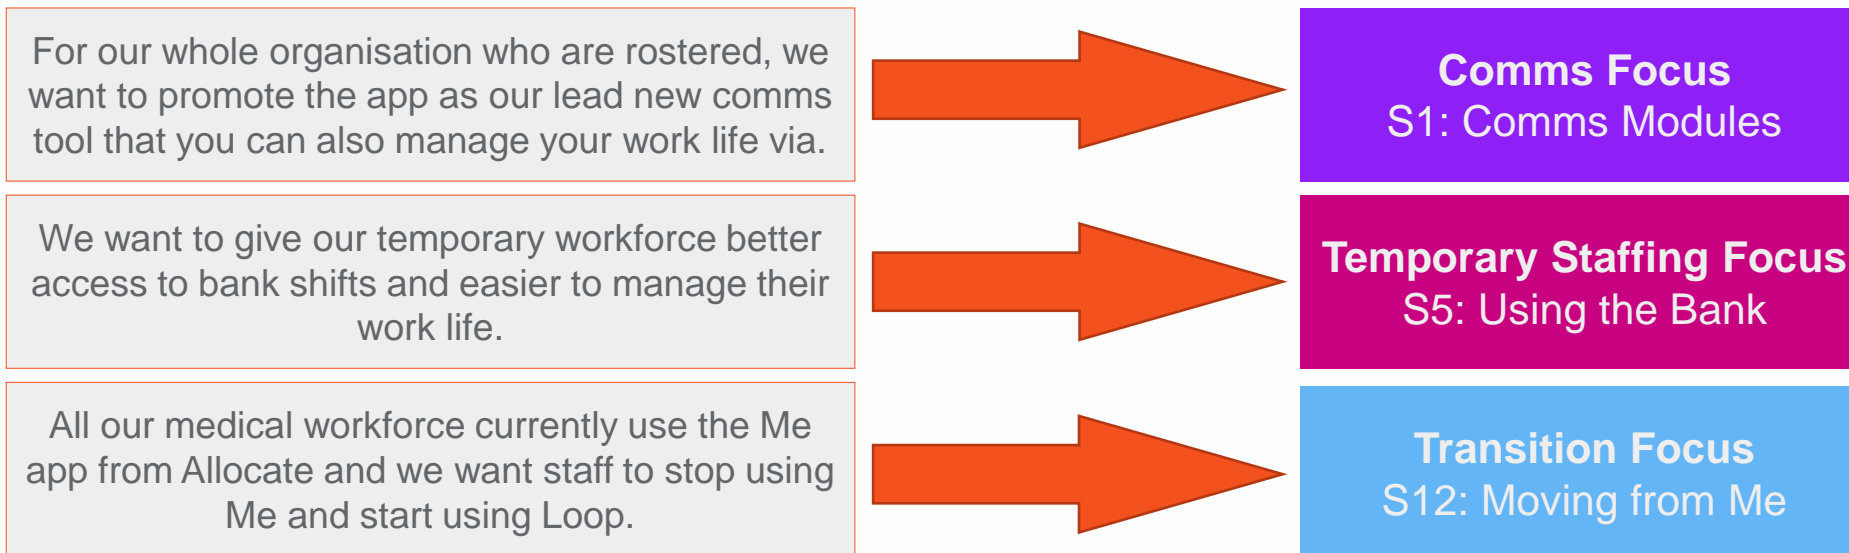 For our whole organisation who are rostered, we
want to promote the app as our lead new comms
tool that you can also manage your work life via.
Comms Focus
S1: Comms Modules
We want to give our temporary workforce better
access to bank shifts and easier to manage their
work life.
Temporary Staffing Focus
S5: Using the Bank
All our medical workforce currently use the Me
app from Allocate and we want staff to stop using
Me and start using Loop.
Transition Focus
S12: Moving from Me